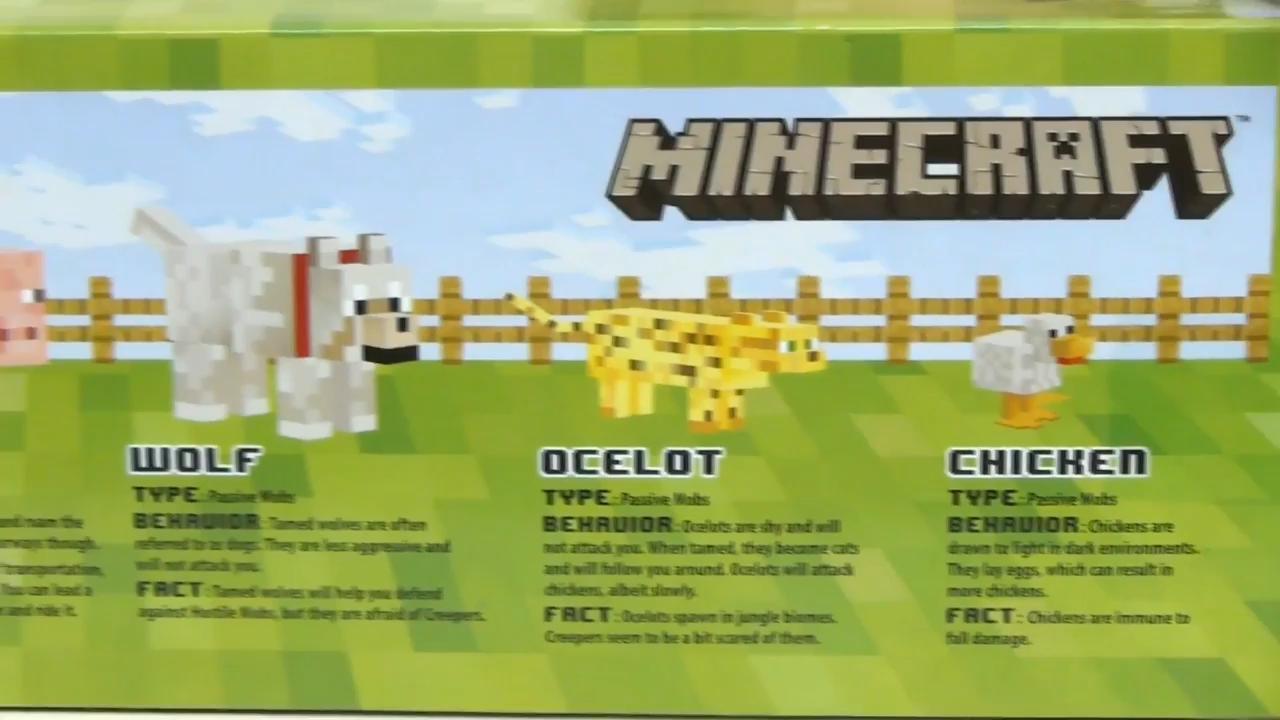 MINECRAFT™
and ride it.
WOLF
TYPE: Passive Mobs
BEHAVIOR: Tamed wolves are often
referred to as dogs. They are less aggressive and
will not attack you.
FACT: Tamed wolves will help you defend
against Hostile Mobs, but they are afraid of Creepers.
OCELOT
TYPE: Passive Mobs
BEHAVIOR: Ocelots are shy and will
not attack you. When tamed, they become cats
and will follow you around. Ocelots will attack
chickens, albeit slowly.
FACT: Ocelots spawn in jungle biomes.
Creepers seem to be a bit scared of them.
CHICKEN
TYPE: Passive Mobs
BEHAVIOR: Chickens are
drawn to light in dark environments.
They lay eggs, which can result in
more chickens.
FACT: Chickens are immune to
fall damage.